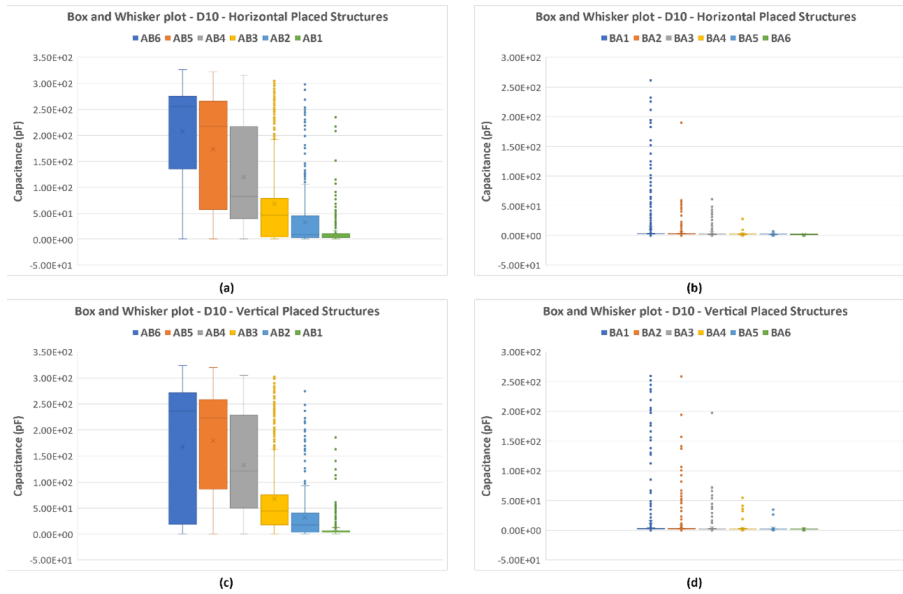 Box and Whisker plot - D10 - Horizontal Placed Structures
AB6 AB5 AB4 AB3 AB2 AB1
Capacitance (pF)
3.50E+02
3.00E+02
2.50E+02
2.00E+02
1.50E+02
1.00E+02
5.00E+01
0.00E+00
-5.00E+01
(a)
Box and Whisker plot - D10 - Horizontal Placed Structures
BA1 BA2 BA3 BA4 BA5 BA6
Capacitance (pF)
3.00E+02
2.50E+02
2.00E+02
1.50E+02
1.00E+02
5.00E+01
0.00E+00
-5.00E+01
(b)
Box and Whisker plot - D10 - Vertical Placed Structures
AB6 AB5 AB4 AB3 AB2 AB1
Capacitance (pF)
3.50E+02
3.00E+02
2.50E+02
2.00E+02
1.50E+02
1.00E+02
5.00E+01
0.00E+00
-5.00E+01
(c)
Box and Whisker plot - D10 - Vertical Placed Structures
BA1 BA2 BA3 BA4 BA5 BA6
Capacitance (pF)
3.00E+02
2.50E+02
2.00E+02
1.50E+02
1.00E+02
5.00E+01
0.00E+00
-5.00E+01
(d)